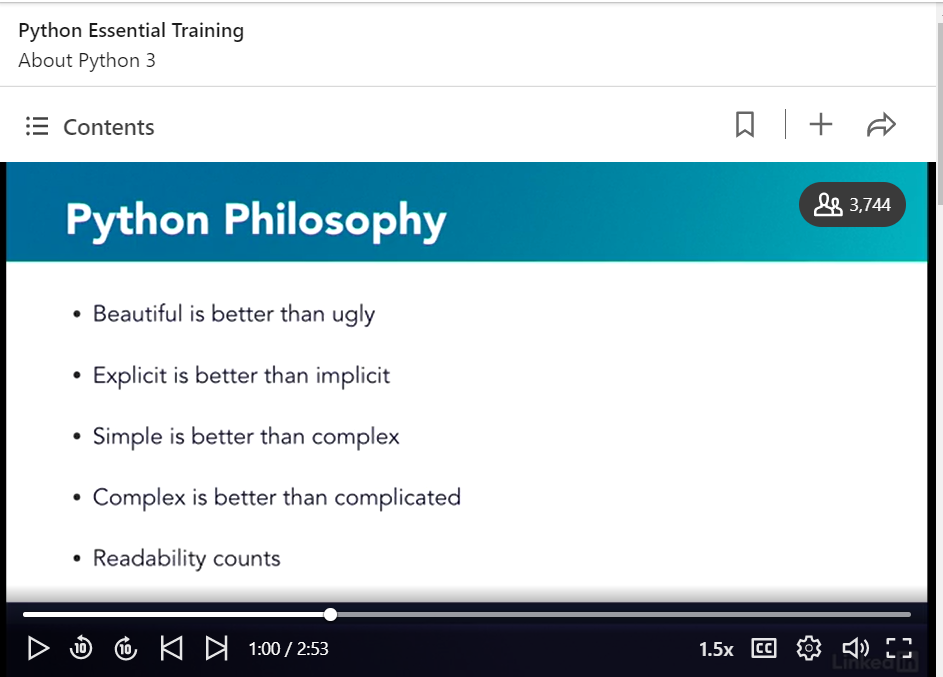 Python Essential Training
About Python 3
Contents
Python Philosophy
3,744
• Beautiful is better than ugly
• Explicit is better than implicit
• Simple is better than complex
• Complex is better than complicated
• Readability counts
10 10 1:00 / 2:53 1.5x CC
Linked in